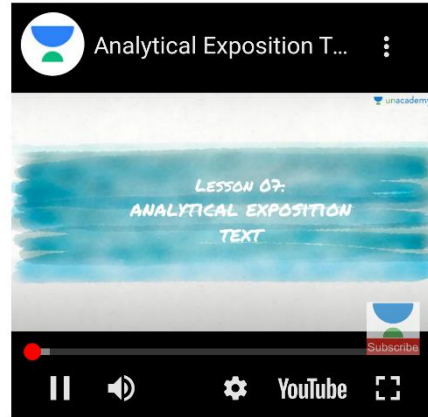 Analytical Exposition T...
unacademy
LESSON 07:
ANALYTICAL EXPOSITION
TEXT
Subscribe
YouTube